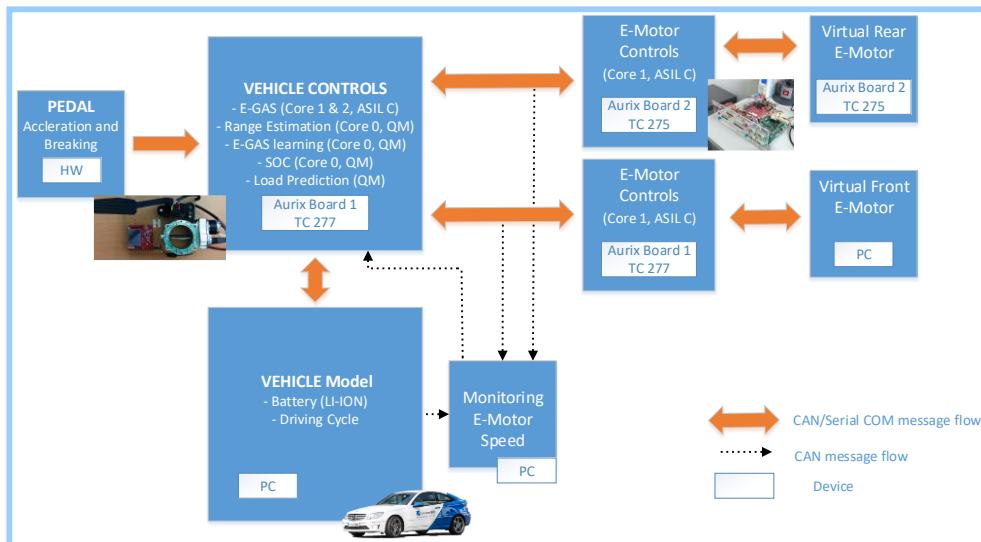 PEDAL
Accleration and
Breaking
HW
VEHICLE CONTROLS
- E-GAS (Core 1 & 2, ASIL C)
- Range Estimation (Core 0, QM)
- E-GAS learning (Core 0, QM)
- SOC (Core 0, QM)
- Load Prediction (QM)
Aurix Board 1
TC 277
E-Motor
Controls
(Core 1, ASIL C)
Aurix Board 2
TC 275
Virtual Rear
E-Motor
Aurix Board 2
TC 275
E-Motor
Controls
(Core 1, ASIL C)
Aurix Board 1
TC 277
Virtual Front
E-Motor
PC
VEHICLE Model
- Battery (LI-ION)
- Driving Cycle
PC
Monitoring
E-Motor
Speed
PC
CAN/Serial COM message flow
CAN message flow
Device